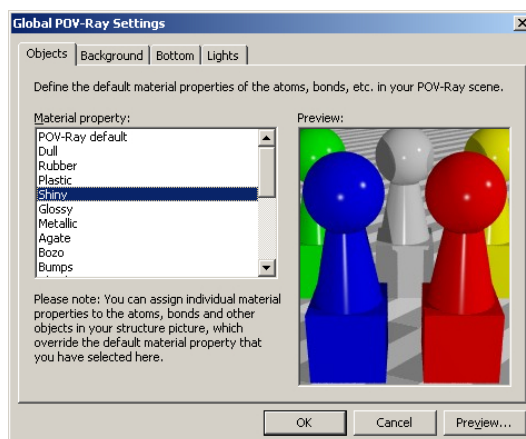 Global POV-Ray Settings
Objects
Background
Bottom
Lights
Define the default material properties of the atoms, bonds, etc. in your POV-Ray scene.
Material property:
POV-Ray default
Dull
Rubber
Plastic
Shiny
Glossy
Metallic
Agate
Bozo
Bumps
Please note: You can assign individual material
properties to the atoms, bonds and other
objects in your structure picture, which
override the default material property that
you have selected here.
Preview:
OK
Cancel
Preview...